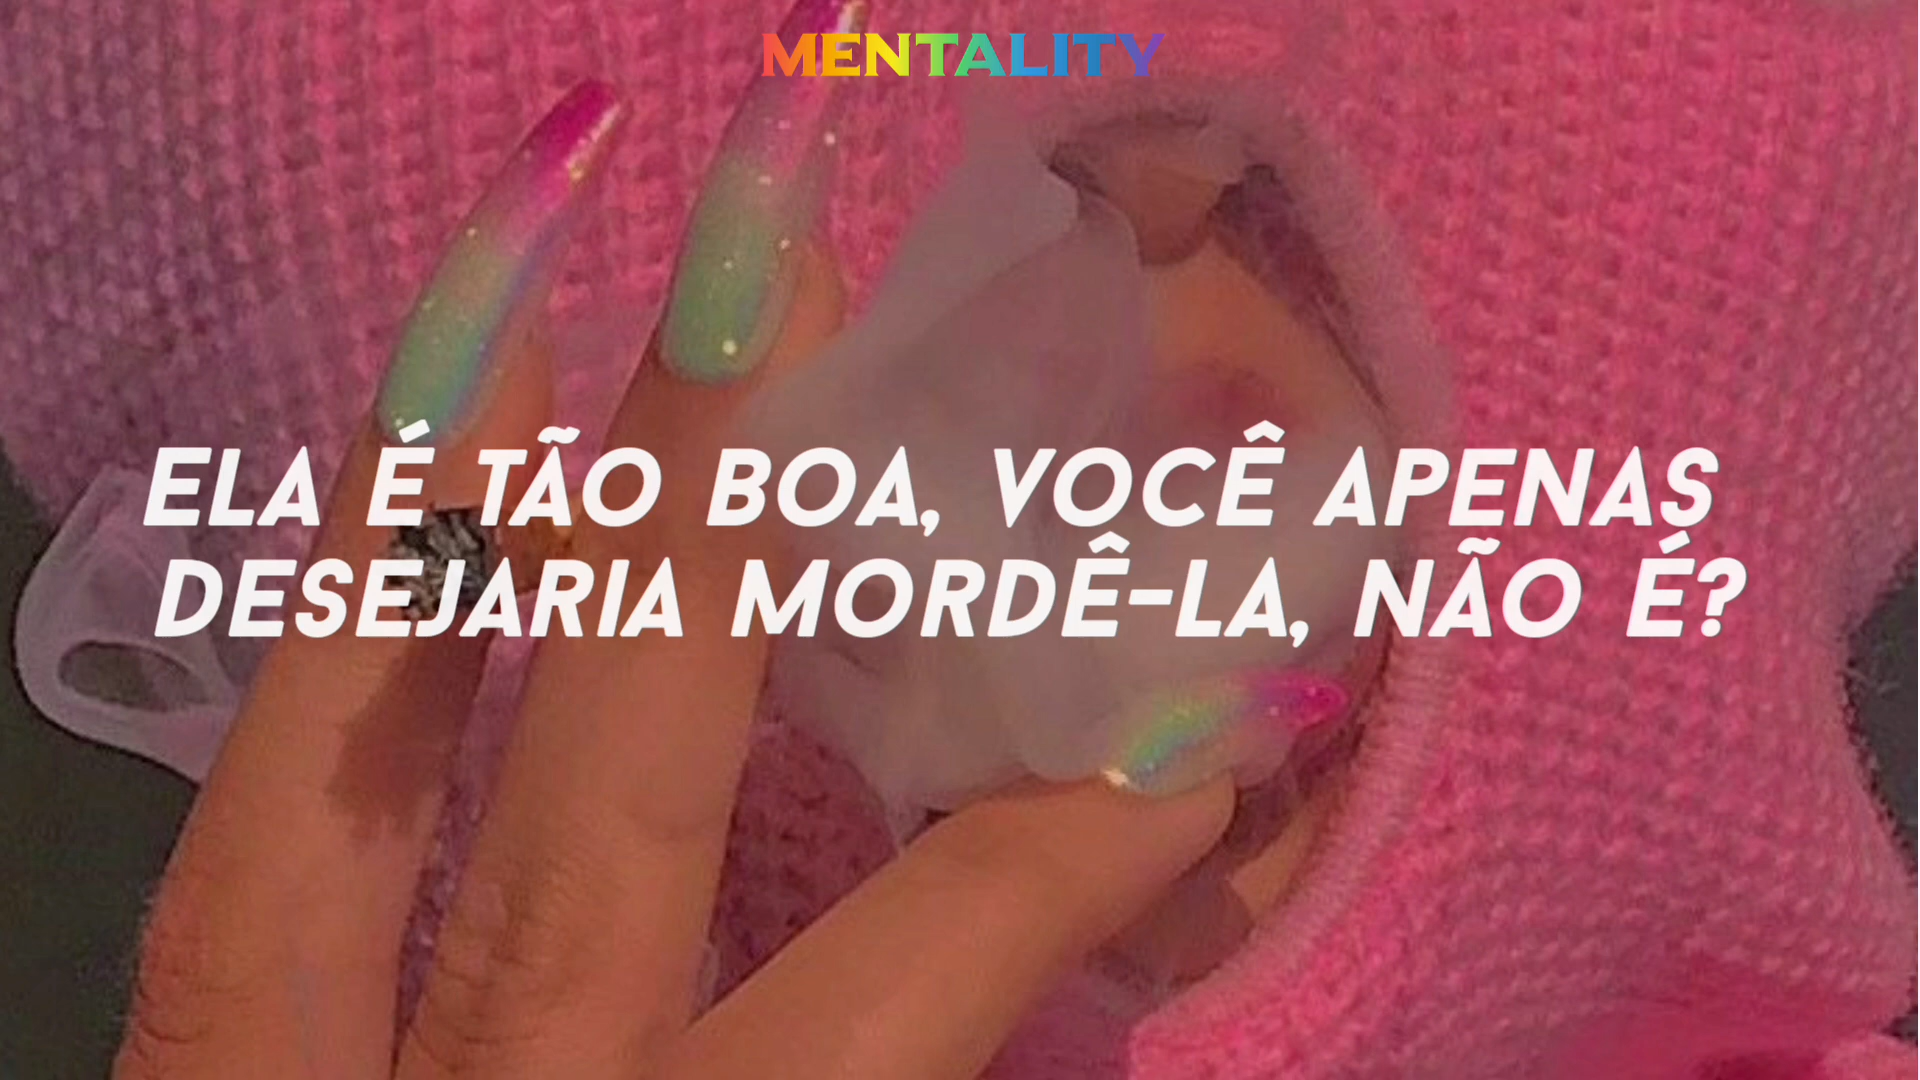 MENTALITY
ELA É TÃO BOA, VOCÊ APENAS
DESEJARIA MORDÊ-LA, NÃO É?